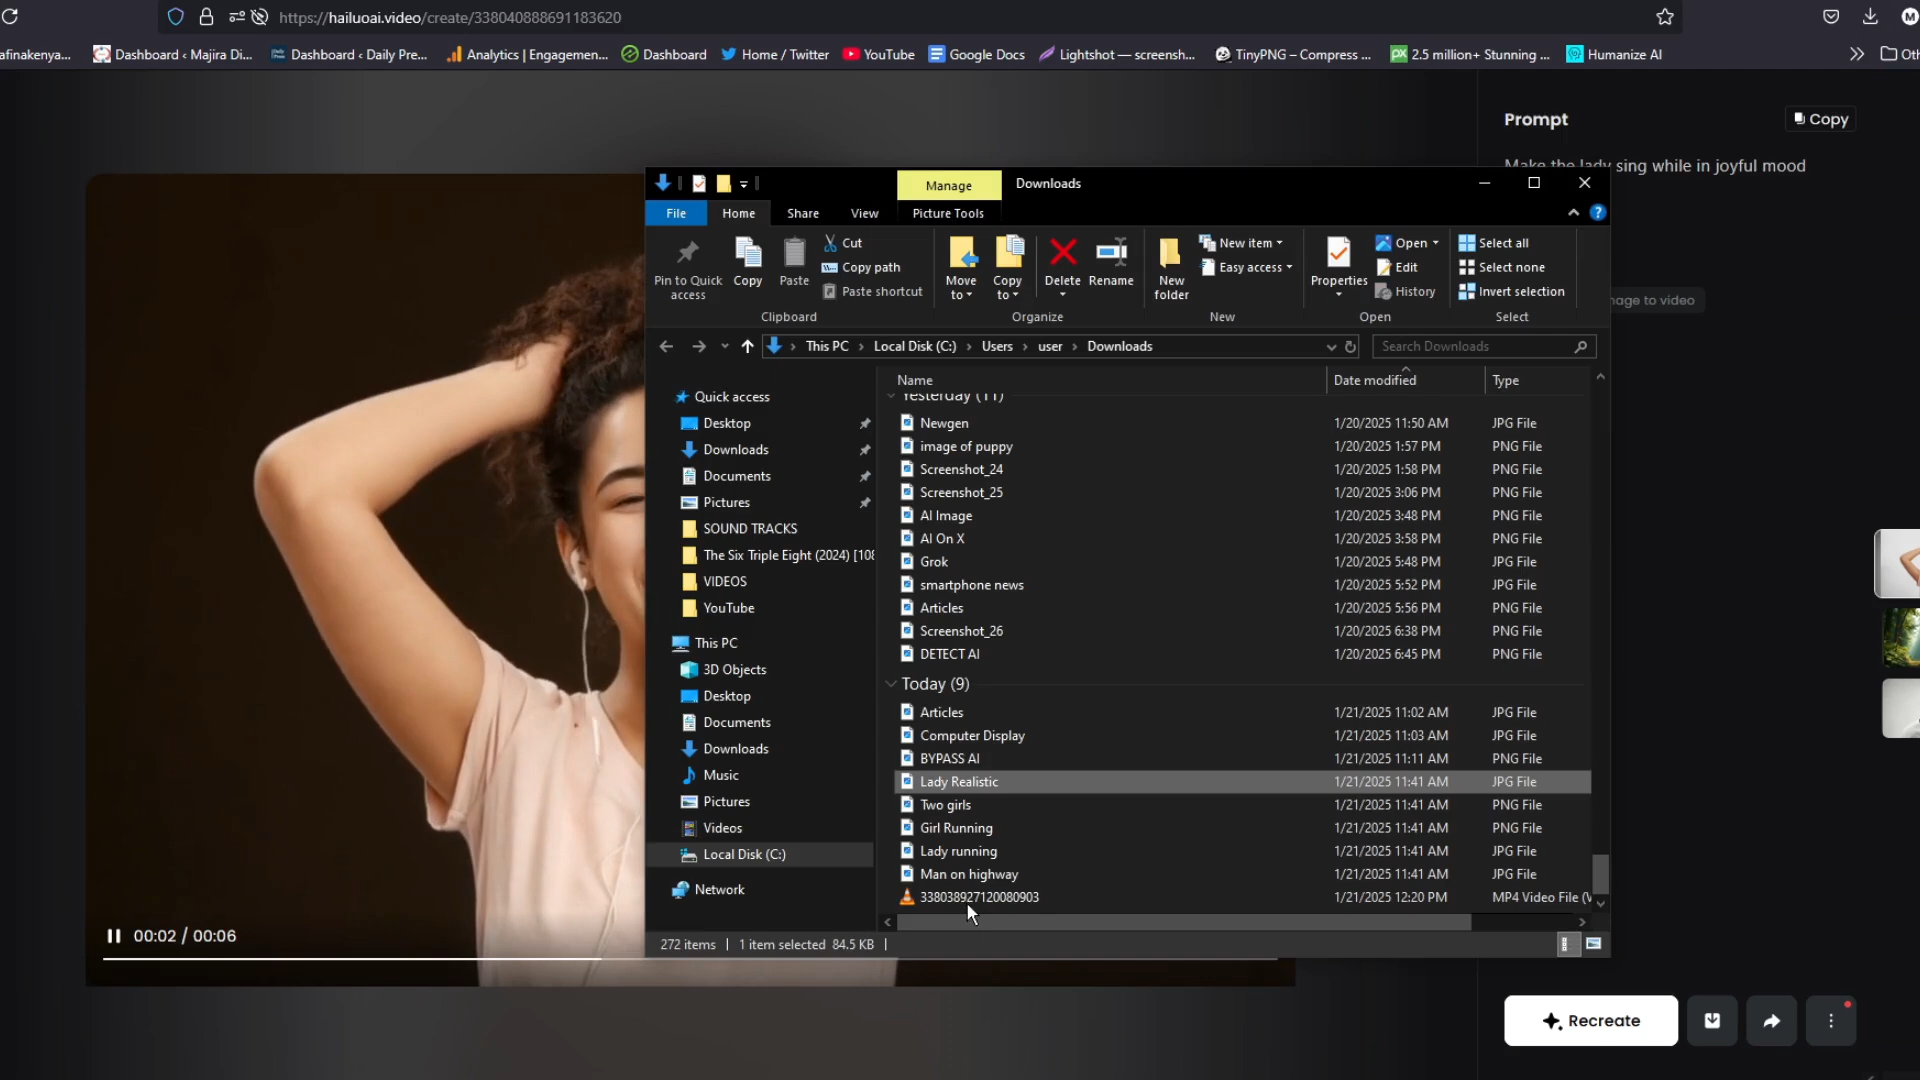 https://hailuoai.video/create/338040888691183620
afinakenya...
Dashboard ‹ Majira Di...
Dashboard ‹ Daily Pre...
Analytics | Engagemen...
Dashboard
Home / Twitter
YouTube
Google Docs
Lightshot — screensh...
TinyPNG – Compress ...
2.5 million+ Stunning ...
Humanize AI
Prompt
Copy
Make the lady sing while in joyful mood
Manage
Downloads
File
Home
Share
View
Picture Tools
Pin to Quick access
Copy
Paste
Cut
Copy path
Paste shortcut
Move to
Copy to
Delete
Rename
New folder
New item
Easy access
Properties
Open
Edit
History
Select all
Select none
Invert selection
Clipboard
Organize
New
Open
Select
mage to video
This PC › Local Disk (C:) › Users › user › Downloads
Search Downloads
Quick access
Desktop
Downloads
Documents
Pictures
SOUND TRACKS
The Six Triple Eight (2024) [108
VIDEOS
YouTube
This PC
3D Objects
Desktop
Documents
Downloads
Music
Pictures
Videos
Local Disk (C:)
Network
Name Date modified Type
Yesterday (11)
Newgen 1/20/2025 11:50 AM JPG File
image of puppy 1/20/2025 1:57 PM PNG File
Screenshot_24 1/20/2025 1:58 PM PNG File
Screenshot_25 1/20/2025 3:06 PM PNG File
AI Image 1/20/2025 3:48 PM PNG File
AI On X 1/20/2025 3:58 PM PNG File
Grok 1/20/2025 5:48 PM JPG File
smartphone news 1/20/2025 5:52 PM JPG File
Articles 1/20/2025 5:56 PM PNG File
Screenshot_26 1/20/2025 6:38 PM PNG File
DETECT AI 1/20/2025 6:45 PM PNG File
Today (9)
Articles 1/21/2025 11:02 AM JPG File
Computer Display 1/21/2025 11:03 AM JPG File
BYPASS AI 1/21/2025 11:11 AM PNG File
Lady Realistic 1/21/2025 11:41 AM JPG File
Two girls 1/21/2025 11:41 AM PNG File
Girl Running 1/21/2025 11:41 AM PNG File
Lady running 1/21/2025 11:41 AM JPG File
Man on highway 1/21/2025 11:41 AM JPG File
338038927120080903 1/21/2025 12:20 PM MP4 Video File (V
272 items 1 item selected 84.5 KB
00:02 / 00:06
Recreate